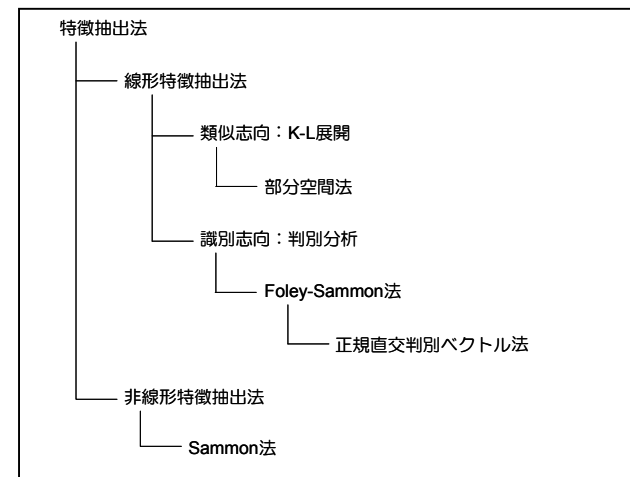 特徴抽出法
線形特徴抽出法
類似志向：K-L展開
部分空間法
識別志向：判別分析
Foley-Sammon法
正規直交判別ベクトル法
非線形特徴抽出法
Sammon法